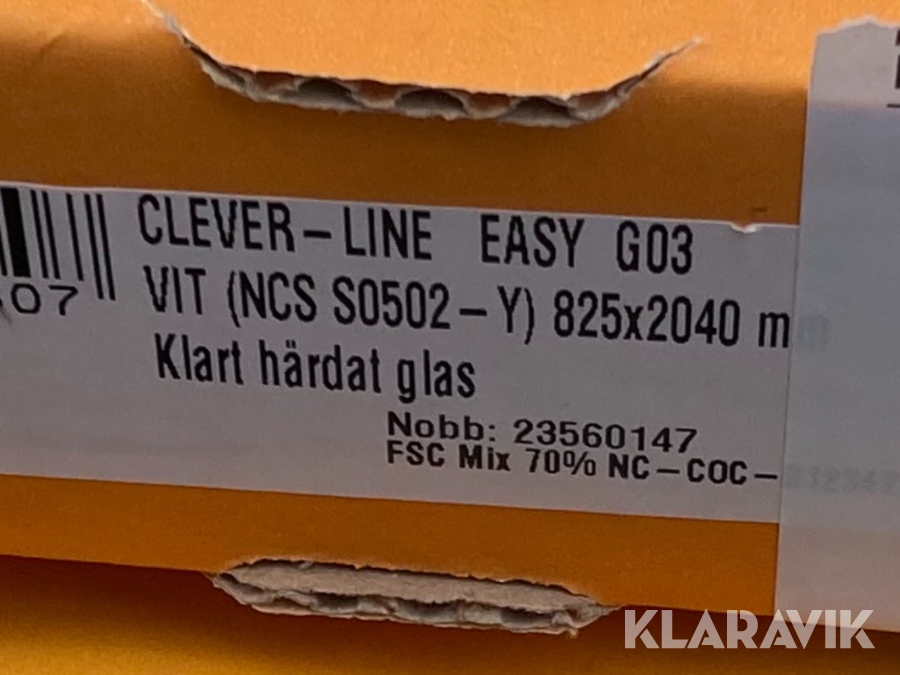 CLEVER-LINE EASY G03
07
VIT (NCS S0502-Y) 825x2040 mm
Klart härdat glas
Nobb: 23560147
FSC Mix 70% NC-COC-
KLARAVIK